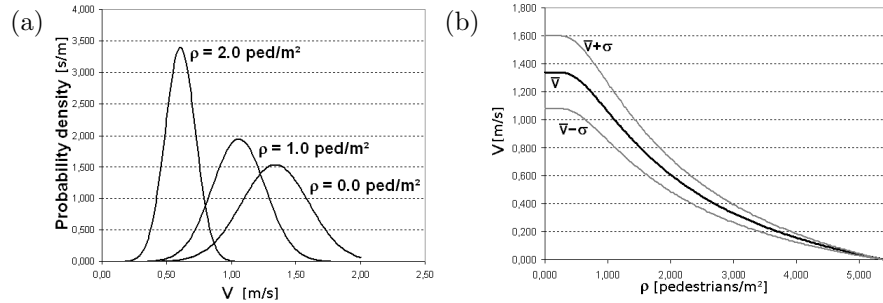 (a)
Probability density [s/m]
4,000
3,500
3,000
2,500
2,000
1,500
1,000
0,500
0,000
ρ = 2.0 ped/m²
ρ = 1.0 ped/m²
ρ = 0.0 ped/m²
0,00 0,50 1,00 1,50 2,00 2,50
V [m/s]
(b)
V [m/s]
1,800
1,600
1,400
1,200
1,000
0,800
0,600
0,400
0,200
0,000
V̄+σ
V̄
V̄−σ
0,000 1,000 2,000 3,000 4,000 5,000
ρ [pedestrians/m²]